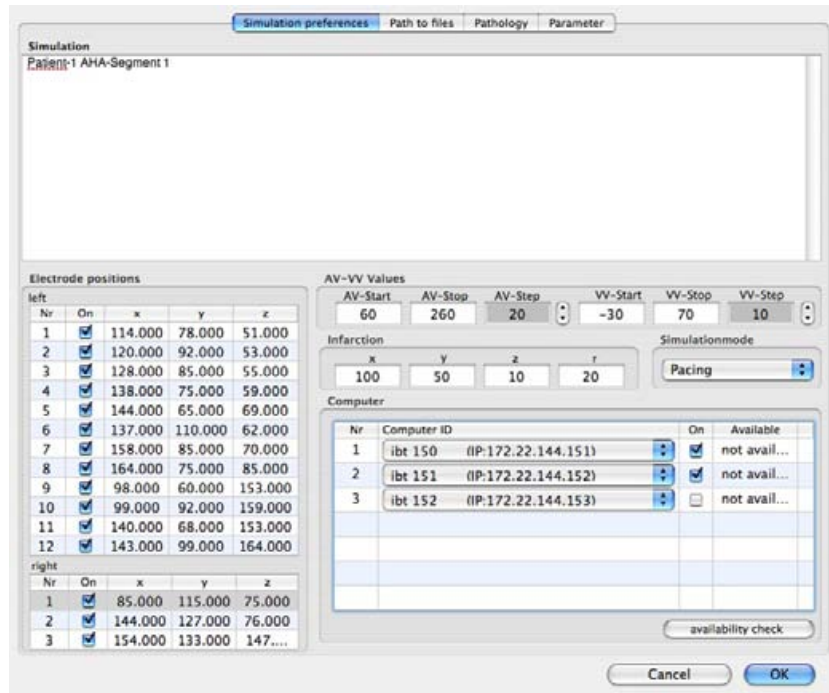 Simulation preferences Path to files Pathology Parameter
Simulation
Patient-1 AHA-Segment 1
Electrode positions
left
Nr On x y z
1 114.000 78.000 51.000
2 120.000 92.000 53.000
3 128.000 85.000 55.000
4 138.000 75.000 59.000
5 144.000 65.000 69.000
6 137.000 110.000 62.000
7 158.000 85.000 70.000
8 164.000 75.000 85.000
9 98.000 60.000 153.000
10 99.000 92.000 159.000
11 140.000 68.000 153.000
12 143.000 99.000 164.000
right
Nr On x y z
1 85.000 115.000 75.000
2 144.000 127.000 76.000
3 154.000 133.000 147....
AV-VV Values
AV-Start AV-Stop AV-Step VV-Start VV-Stop VV-Step
60 260 20 -30 70 10
Infarction
x y z r
100 50 10 20
Simulationmode
Pacing
Computer
Nr Computer ID On Available
1 ibt 150 (IP:172.22.144.151) not avail...
2 ibt 151 (IP:172.22.144.152) not avail...
3 ibt 152 (IP:172.22.144.153) not avail...
availability check
Cancel OK